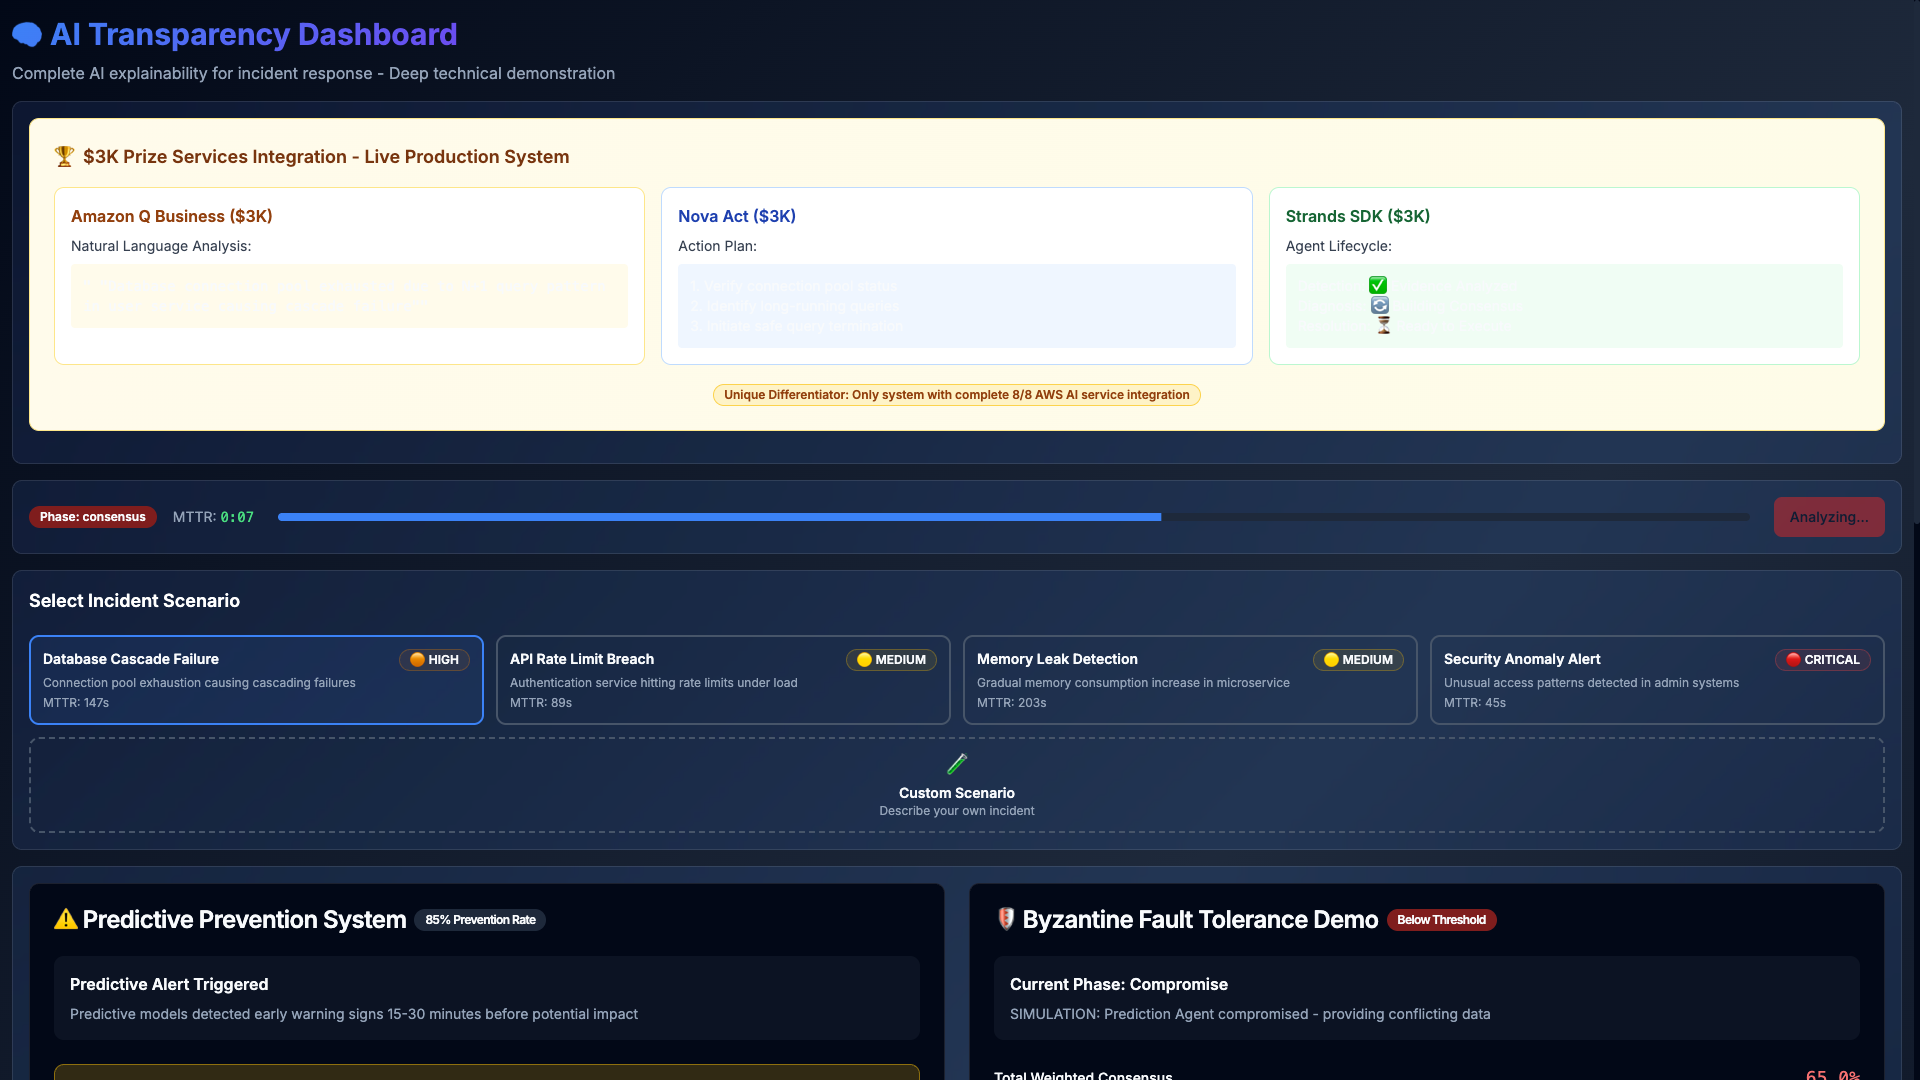 AI Transparency Dashboard
Complete AI explainability for incident response - Deep technical demonstration
$3K Prize Services Integration - Live Production System
Amazon Q Business ($3K)
Natural Language Analysis:
Nova Act ($3K)
Action Plan:
1. Verify connection pool status
2. Identify long-running queries
3. Initiate safe query termination
Strands SDK ($3K)
Agent Lifecycle:
Unique Differentiator: Only system with complete 8/8 AWS AI service integration
Phase: consensus
MTTR: 0:07
Analyzing...
Select Incident Scenario
Database Cascade Failure
HIGH
Connection pool exhaustion causing cascading failures
MTTR: 147s
API Rate Limit Breach
MEDIUM
Authentication service hitting rate limits under load
MTTR: 89s
Memory Leak Detection
MEDIUM
Gradual memory consumption increase in microservice
MTTR: 203s
Security Anomaly Alert
CRITICAL
Unusual access patterns detected in admin systems
MTTR: 45s
Custom Scenario
Describe your own incident
Predictive Prevention System
85% Prevention Rate
Predictive Alert Triggered
Predictive models detected early warning signs 15-30 minutes before potential impact
Byzantine Fault Tolerance Demo
Below Threshold
Current Phase: Compromise
SIMULATION: Prediction Agent compromised - providing conflicting data
Total Weighted Consensus
65.0%